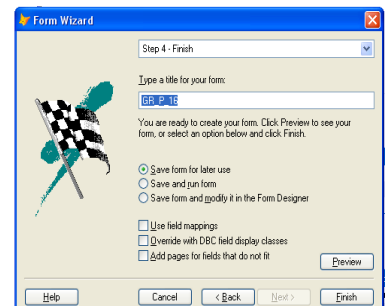 Form Wizard
Step 4 - Finish
Type a title for your form:
GR_P_16
You are ready to create your form. Click Preview to see your
form, or select an option below and click Finish.
Save form for later use
Save and run form
Save form and modify it in the Form Designer
Use field mappings
Override with DBC field display classes
Add pages for fields that do not fit
Preview
Help
Cancel
< Back
Next >
Finish